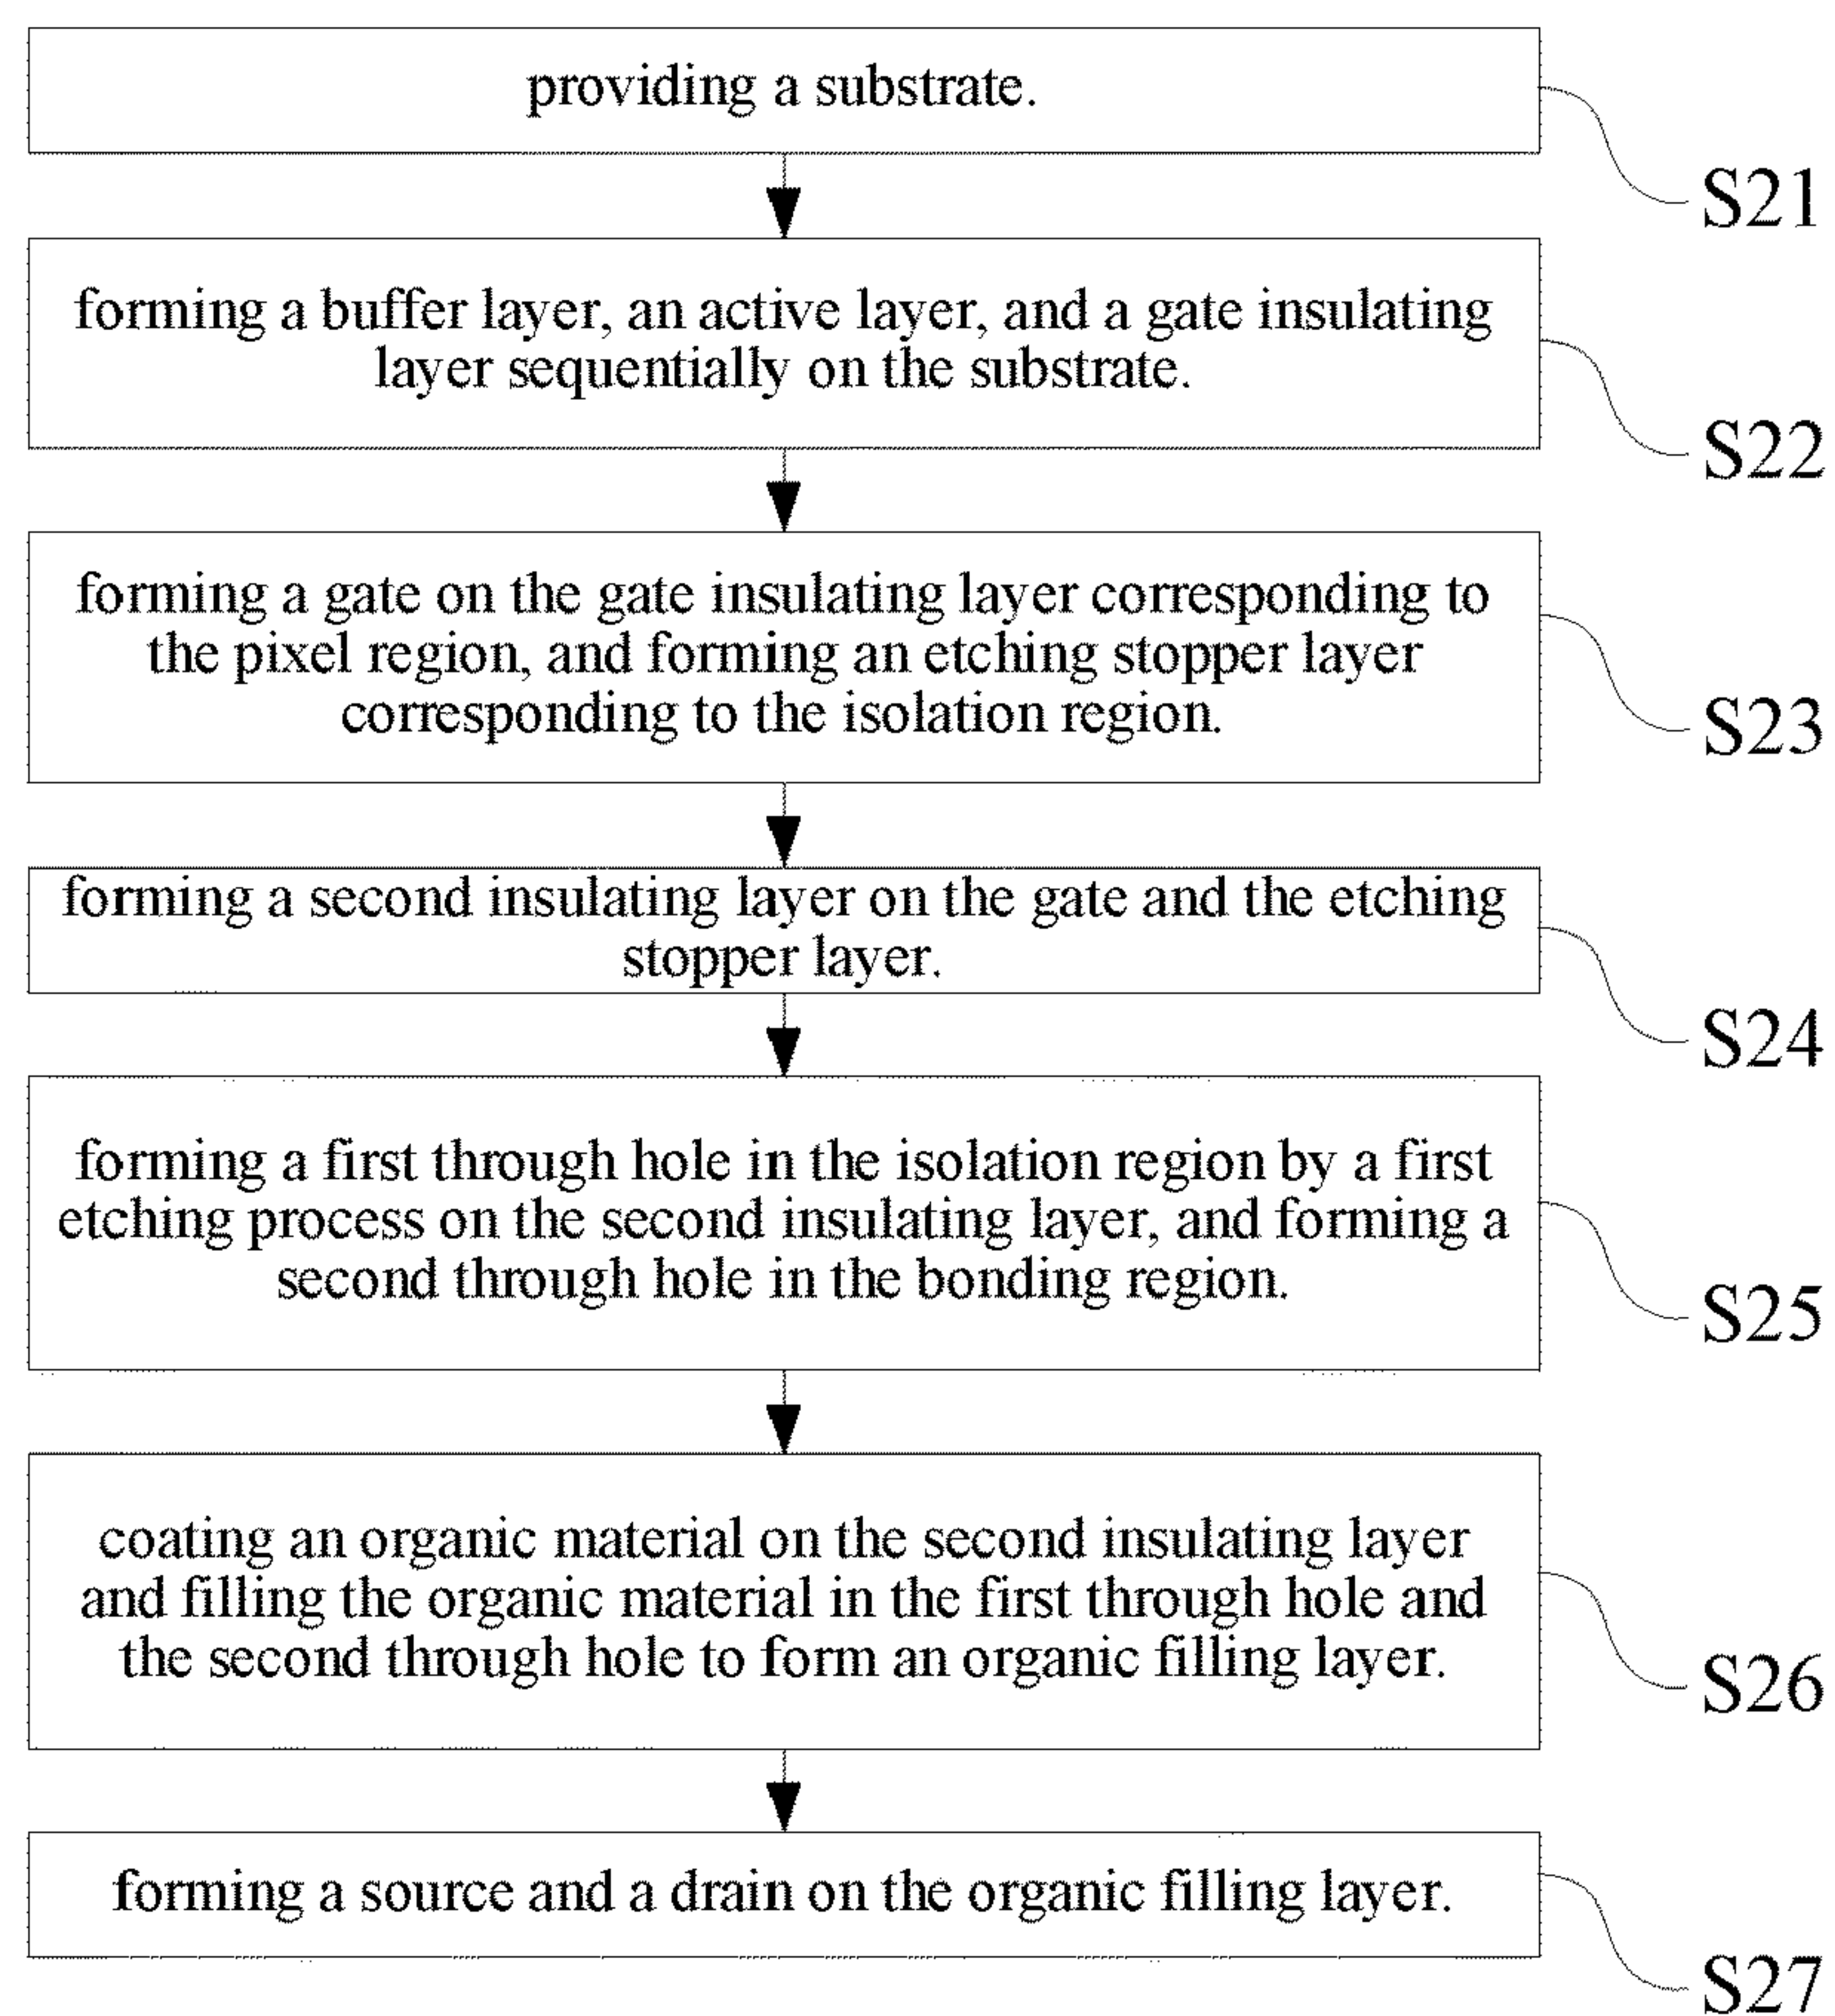 providing a substrate.
S21
forming a buffer layer, an active layer, and a gate insulating
layer sequentially on the substrate.
S22
forming a gate on the gate insulating layer corresponding to
the pixel region, and forming an etching stopper layer
corresponding to the isolation region.
S23
forming a second insulating layer on the gate and the etching
stopper layer.
S24
forming a first through hole in the isolation region by a first
etching process on the second insulating layer, and forming a
second through hole in the bonding region.
S25
coating an organic material on the second insulating layer
and filling the organic material in the first through hole and
the second through hole to form an organic filling layer.
S26
forming a source and a drain on the organic filling layer.
S27